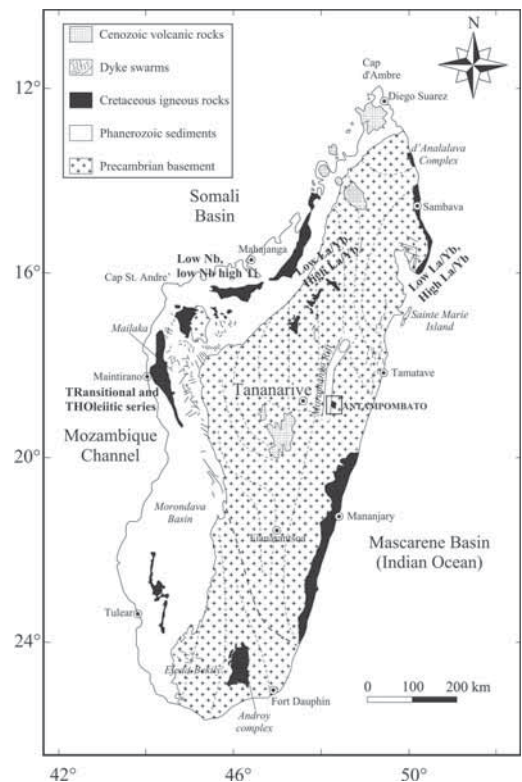 Cenozoic volcanic rocks
Dyke swarms
Cretaceous igneous rocks
Phanerozoic sediments
Precambrian basement
Cap
d'Ambre
Diego Suarez
12°
d'Analalava
Complex
Somali
Basin
Sambava
Low Nb,
low Nb high Ti
Mahajanga
Low La/Yb,
High La/Yb
Low La/Yb,
High La/Yb
16°
Cap St. Andre'
Sainte Marie
Island
Mailaka
Maintirano
TRansitional and
THOleiitic series
Tananarive
Tamatave
ANTAMPOMBATO
Mozambique
Channel
20°
Morondava
Basin
Mananjary
Mascarene Basin
(Indian Ocean)
Tulear
24°
Fort Dauphin
Androy
complex
0 100 200 km
42° 46° 50°